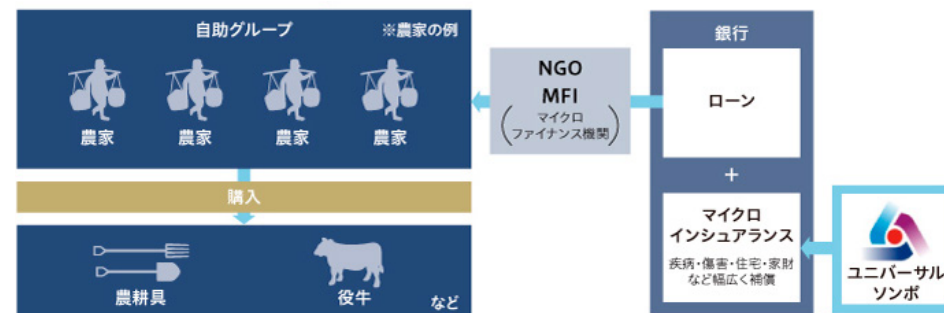 自助グループ ※農家の例
農家 農家 農家 農家
購入
農耕具 役牛 など
NGO
MFI
(マイクロ
ファイナンス機関)
銀行
ローン
+
マイクロ
インシュアランス
疾病・傷害・住宅・家財
など幅広く補償
ユニバーサル
ソンポ